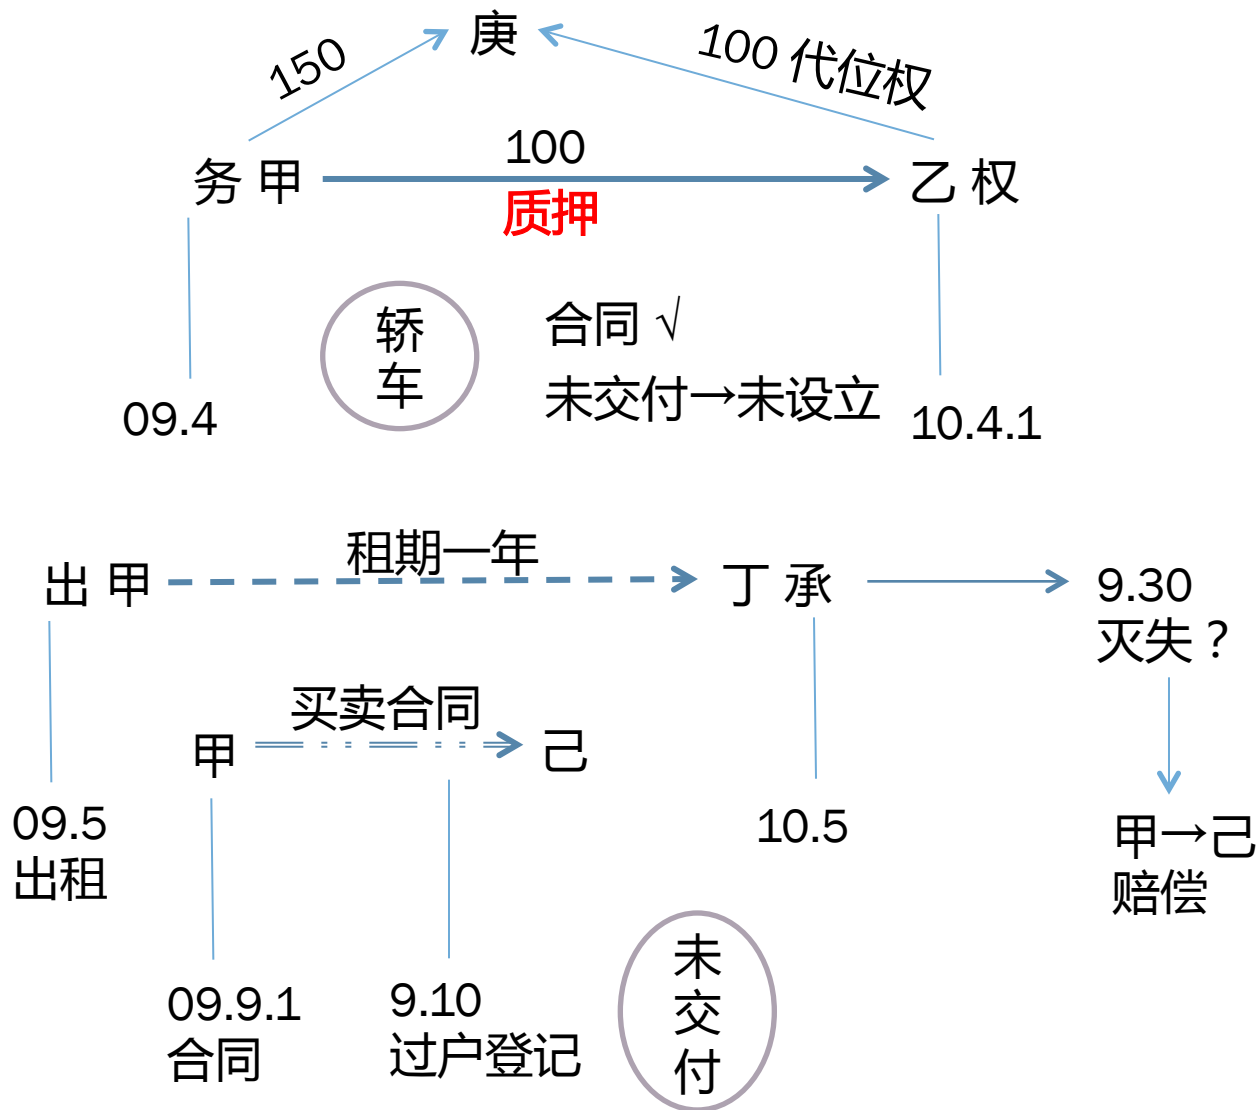 庚
150
100 代位权
务 甲
100
质押
乙 权
轿
车
合同 √
未交付→未设立
09.4
10.4.1
租期一年
出 甲
丁 承
9.30
灭失？
买卖合同
甲
己
09.5
出租
10.5
甲→己
赔偿
未
交
付
09.9.1
合同
9.10
过户登记